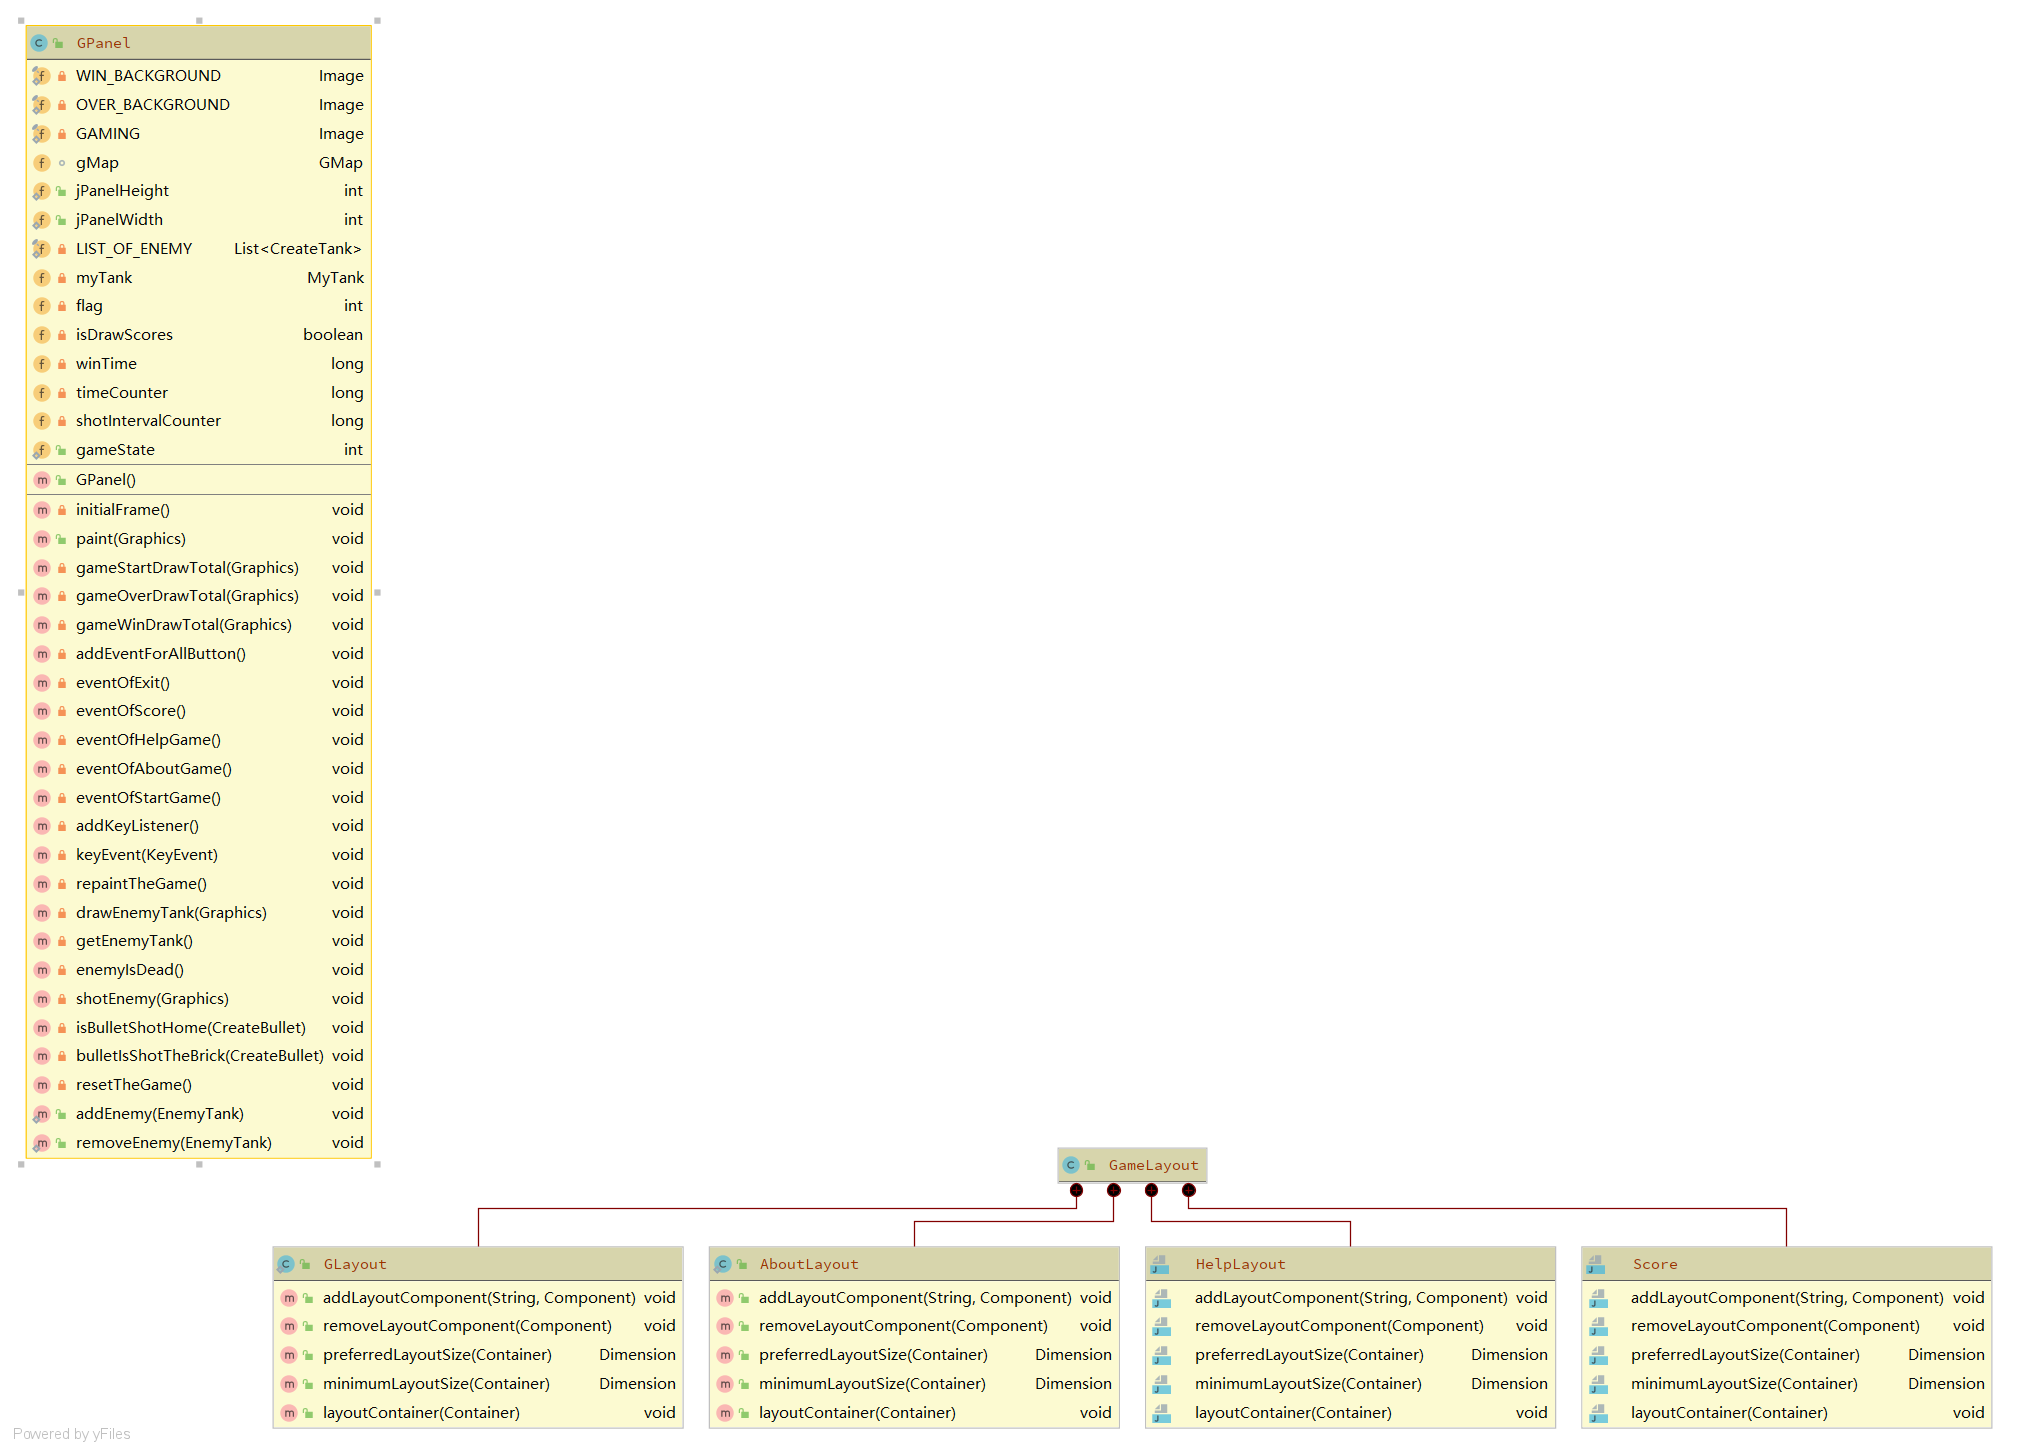 GPanel
WIN_BACKGROUND Image
OVER_BACKGROUND Image
GAMING Image
gMap GMap
jPanelHeight int
jPanelWidth int
LIST_OF_ENEMY List<CreateTank>
myTank MyTank
flag int
isDrawScores boolean
winTime long
timeCounter long
shotIntervalCounter long
gameState int
GPanel()
initialFrame() void
paint(Graphics) void
gameStartDrawTotal(Graphics) void
gameOverDrawTotal(Graphics) void
gameWinDrawTotal(Graphics) void
addEventForAllButton() void
eventOfExit() void
eventOfScore() void
eventOfHelpGame() void
eventOfAboutGame() void
eventOfStartGame() void
addKeyListener() void
keyEvent(KeyEvent) void
repaintTheGame() void
drawEnemyTank(Graphics) void
getEnemyTank() void
enemyIsDead() void
shotEnemy(Graphics) void
isBulletShotHome(CreateBullet) void
bulletIsShotTheBrick(CreateBullet) void
resetTheGame() void
addEnemy(EnemyTank) void
removeEnemy(EnemyTank) void
GameLayout
GLayout
addLayoutComponent(String, Component) void
removeLayoutComponent(Component) void
preferredLayoutSize(Container) Dimension
minimumLayoutSize(Container) Dimension
layoutContainer(Container) void
AboutLayout
addLayoutComponent(String, Component) void
removeLayoutComponent(Component) void
preferredLayoutSize(Container) Dimension
minimumLayoutSize(Container) Dimension
layoutContainer(Container) void
HelpLayout
addLayoutComponent(String, Component) void
removeLayoutComponent(Component) void
preferredLayoutSize(Container) Dimension
minimumLayoutSize(Container) Dimension
layoutContainer(Container) void
Score
addLayoutComponent(String, Component) void
removeLayoutComponent(Component) void
preferredLayoutSize(Container) Dimension
minimumLayoutSize(Container) Dimension
layoutContainer(Container) void
Powered by yFiles